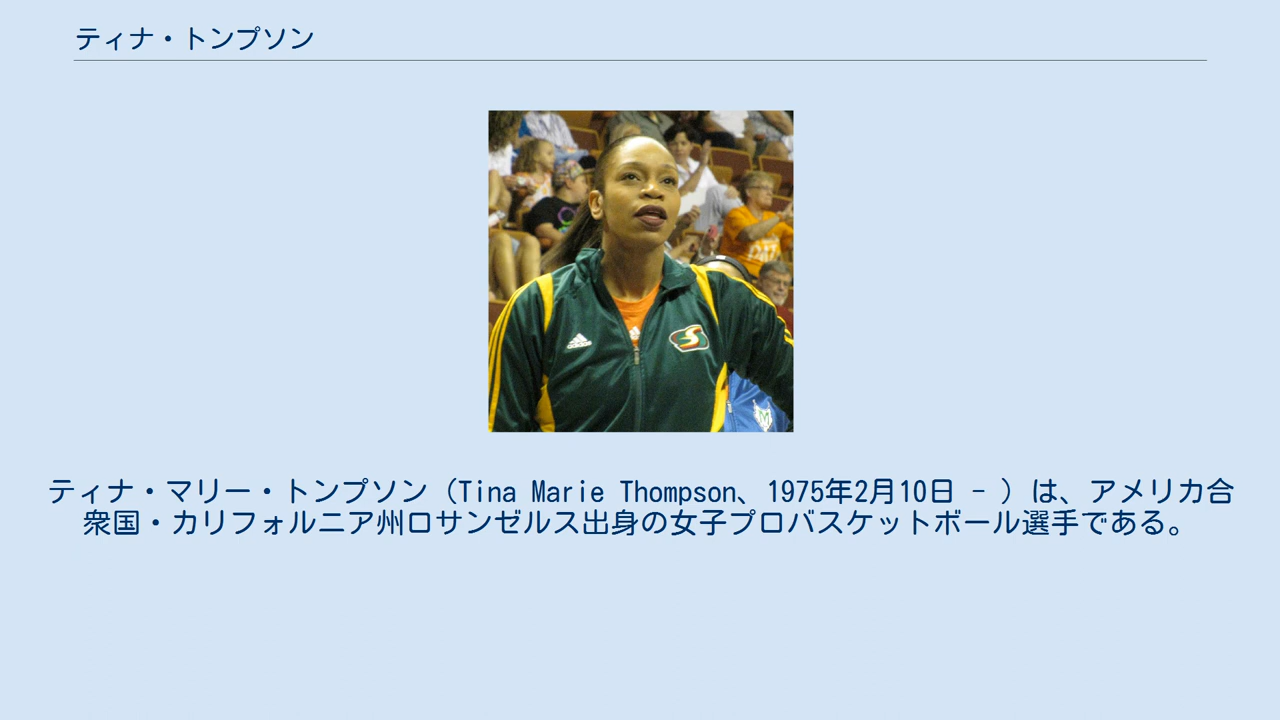 ティナ・トンプソン
ティナ・マリー・トンプソン（Tina Marie Thompson、1975年2月10日 - ）は、アメリカ合
衆国・カリフォルニア州ロサンゼルス出身の女子プロバスケットボール選手である。